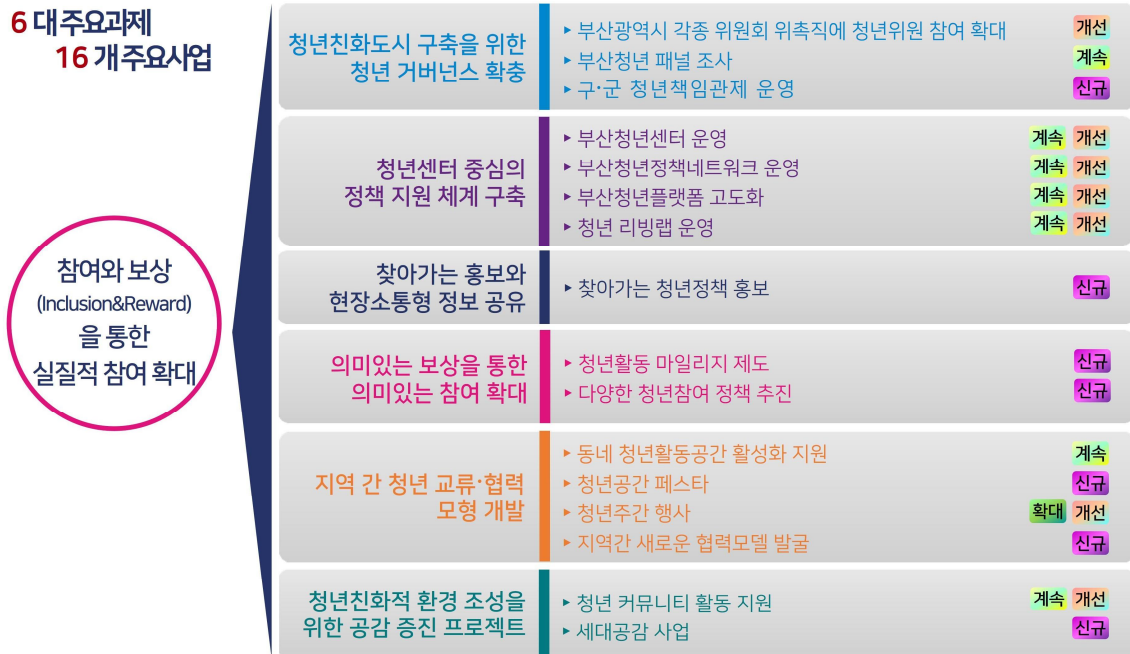 6 대 주요과제
16 개 주요사업
참여와 보상
(Inclusion&Reward)
을 통한
실질적 참여 확대
청년친화도시 구축을 위한
청년 거버넌스 확충
▸ 부산광역시 각종 위원회 위촉직에 청년위원 참여 확대 개선
▸ 부산청년 패널 조사 계속
▸ 구·군 청년책임관제 운영 신규
청년센터 중심의
정책 지원 체계 구축
▸ 부산청년센터 운영 계속 개선
▸ 부산청년정책네트워크 운영 계속 개선
▸ 부산청년플랫폼 고도화 계속 개선
▸ 청년 리빙랩 운영 계속 개선
찾아가는 홍보와
현장소통형 정보 공유
▸ 찾아가는 청년정책 홍보 신규
의미있는 보상을 통한
의미있는 참여 확대
▸ 청년활동 마일리지 제도 신규
▸ 다양한 청년참여 정책 추진 신규
지역 간 청년 교류·협력
모형 개발
▸ 동네 청년활동공간 활성화 지원 계속
▸ 청년공간 페스타 신규
▸ 청년주간 행사 확대 개선
▸ 지역간 새로운 협력모델 발굴 신규
청년친화적 환경 조성을
위한 공감 증진 프로젝트
▸ 청년 커뮤니티 활동 지원 계속 개선
▸ 세대공감 사업 신규